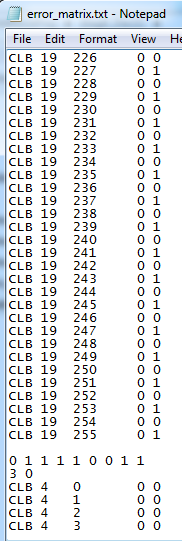 error_matrix.txt - Notepad
File Edit Format View He
CLB 19 226 0 0
CLB 19 227 0 1
CLB 19 228 0 0
CLB 19 229 0 1
CLB 19 230 0 0
CLB 19 231 0 1
CLB 19 232 0 0
CLB 19 233 0 1
CLB 19 234 0 0
CLB 19 235 0 1
CLB 19 236 0 0
CLB 19 237 0 1
CLB 19 238 0 0
CLB 19 239 0 1
CLB 19 240 0 0
CLB 19 241 0 1
CLB 19 242 0 0
CLB 19 243 0 1
CLB 19 244 0 0
CLB 19 245 0 1
CLB 19 246 0 0
CLB 19 247 0 1
CLB 19 248 0 0
CLB 19 249 0 1
CLB 19 250 0 0
CLB 19 251 0 1
CLB 19 252 0 0
CLB 19 253 0 1
CLB 19 254 0 0
CLB 19 255 0 1
0 1 1 1 1 0 0 1 1
3 0
CLB 4 0 0 0
CLB 4 1 0 0
CLB 4 2 0 0
CLB 4 3 0 0